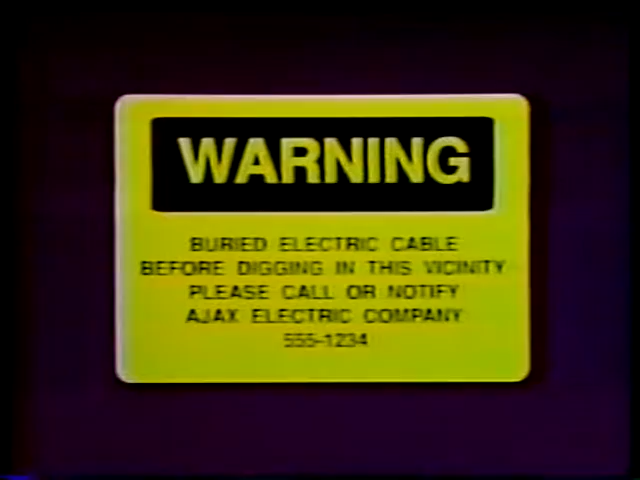 WARNING
BURIED ELECTRIC CABLE
BEFORE DIGGING IN THIS VICINITY
PLEASE CALL OR NOTIFY
AJAX ELECTRIC COMPANY
555-1234